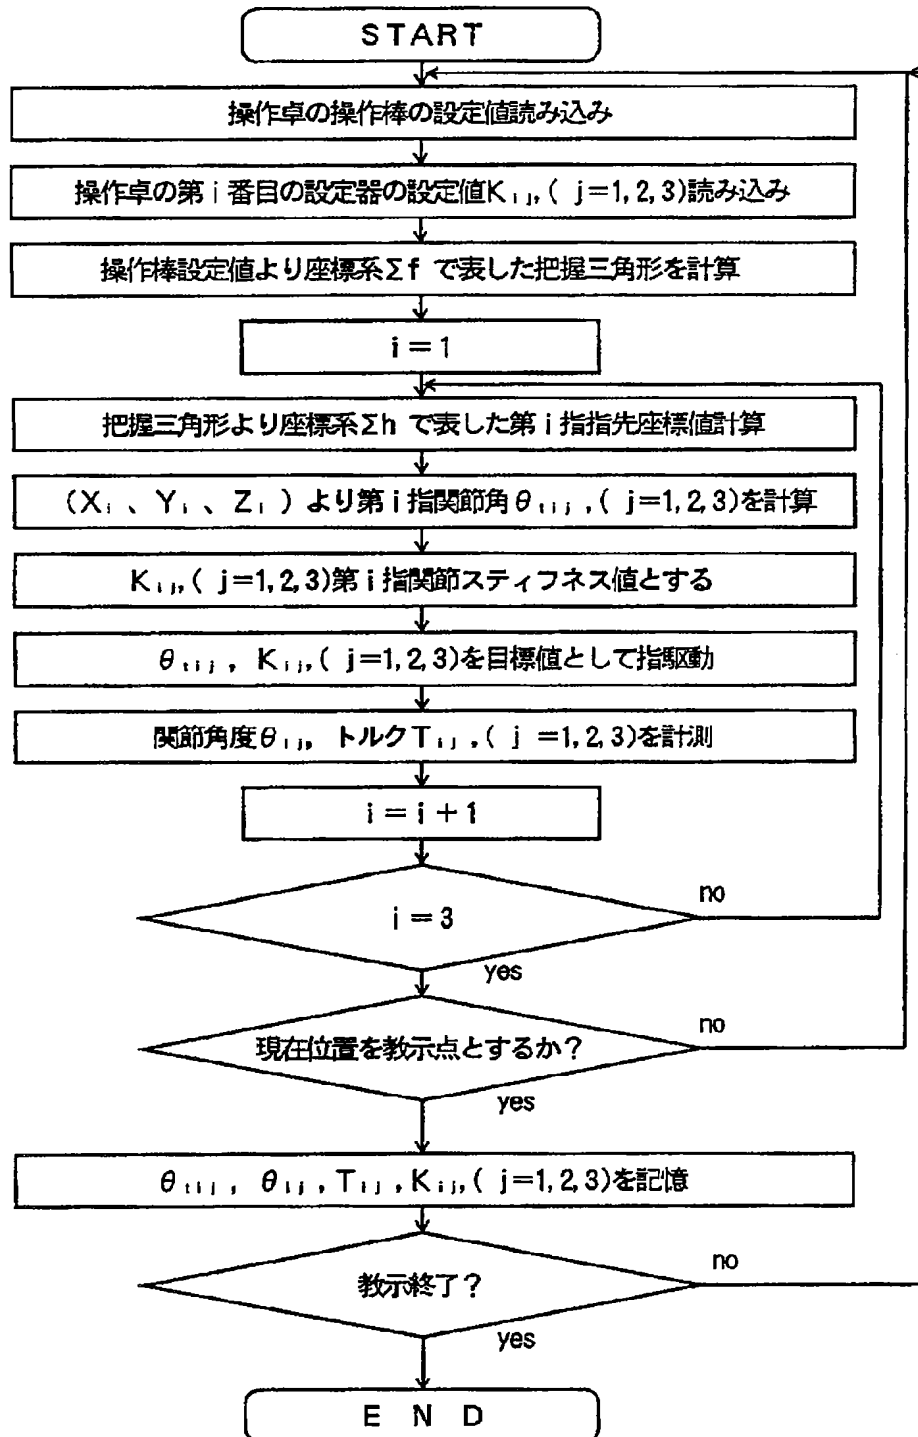 START
操作卓の操作棒の設定値読み込み
操作卓の第i番目の設定器の設定値Kij,( j=1,2,3)読み込み
操作棒設定値より座標系Σf で表した把握三角形を計算
i=1
把握三角形より座標系Σh で表した第i指指先座標値計算
(Xi 、Yi 、Zi )より第i指関節角θtij,( j=1,2,3)を計算
Kij,( j=1,2,3)第i指関節スティフネス値とする
θtij, Kij,( j=1,2,3)を目標値として指駆動
関節角度θij, トルクTij,( j =1,2,3)を計測
i=i+1
i=3
no
yes
現在位置を教示点とするか?
no
yes
θtij, θij,Tij,Kij,( j=1,2,3)を記憶
教示終了?
no
yes
E N D